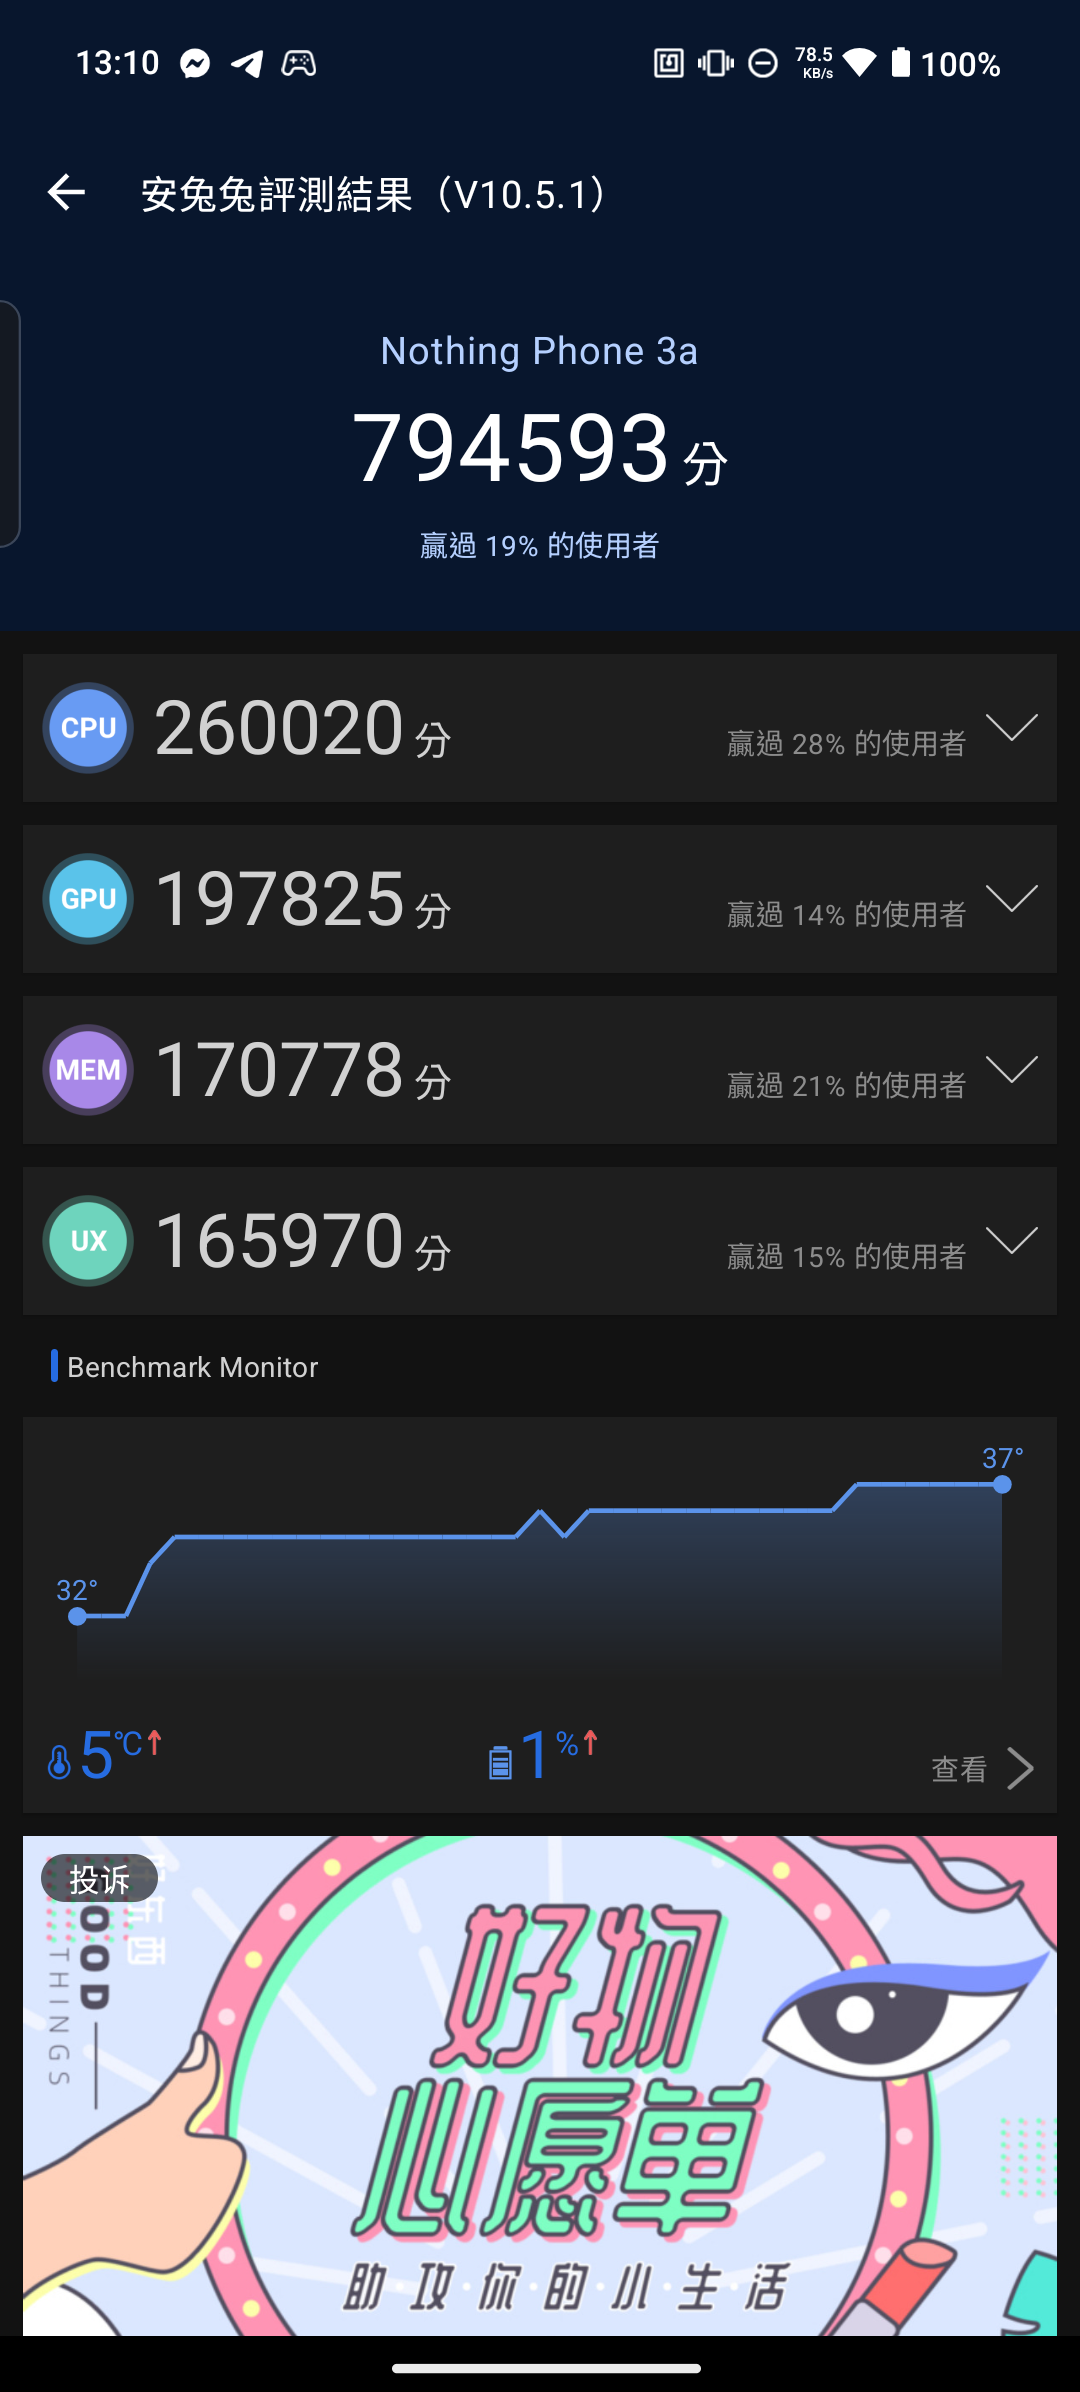 13:10 78.5 KB/s 100%
安兔兔評測結果（V10.5.1）
Nothing Phone 3a
794593 分
贏過 19% 的使用者
CPU 260020 分 贏過 28% 的使用者
GPU 197825 分 贏過 14% 的使用者
MEM 170778 分 贏過 21% 的使用者
UX 165970 分 贏過 15% 的使用者
Benchmark Monitor
37°
32°
5℃↑ 1%↑ 查看
投诉
THINGS
好物
心愿单
助·攻·你·的·小·生·活